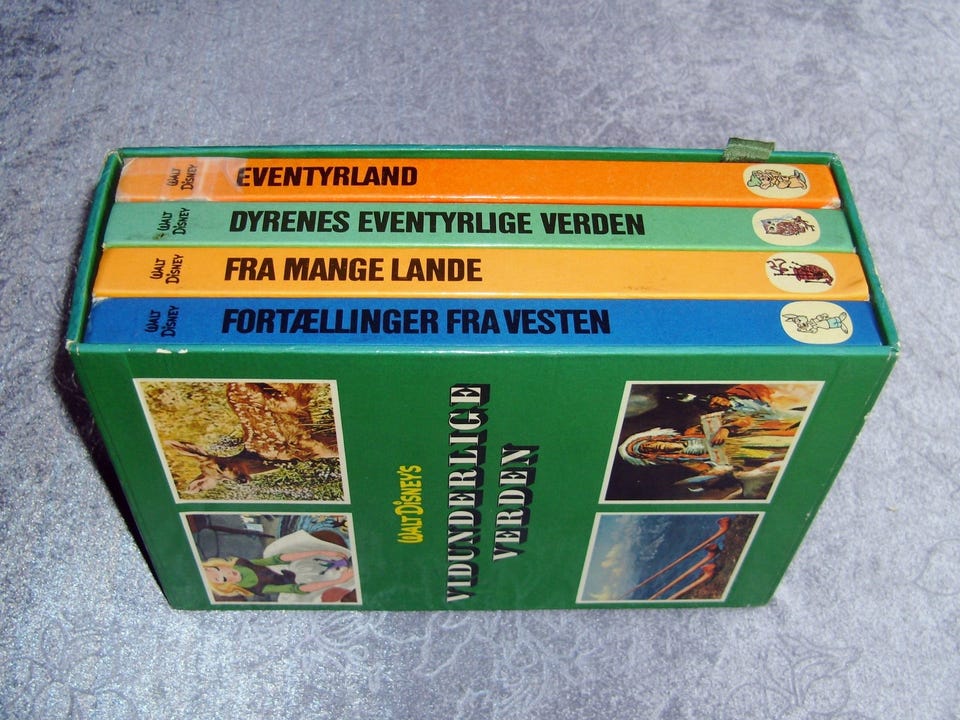 WALT DISNEY EVENTYRLAND
WALT DISNEY DYRENES EVENTYRLIGE VERDEN
WALT DISNEY FRA MANGE LANDE
WALT DISNEY FORTÆLLINGER FRA VESTEN
WALT DISNEYS
VIDUNDERLIGE
VERDEN